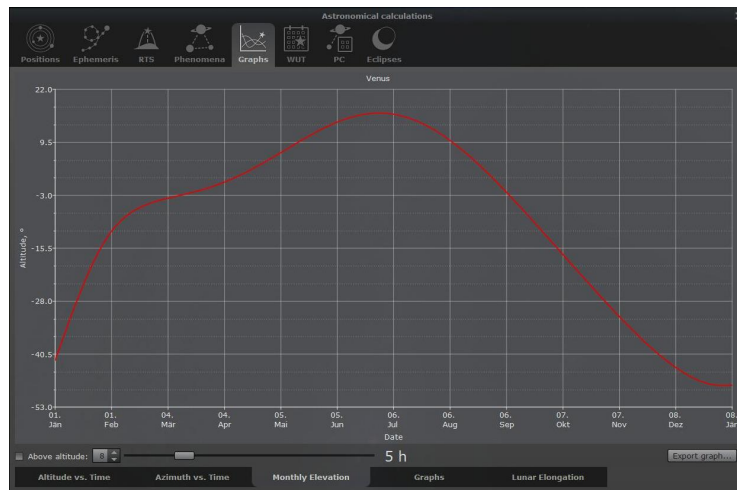 Astronomical calculations
Positions Ephemeris RTS Phenomena Graphs WUT PC Eclipses
Venus
22.0
9.5
-3.0
-15.5
-28.0
-40.5
-53.0
Altitude, °
01. 01. 04. 04. 05. 05. 06. 06. 06. 07. 07. 08. 08.
Jän Feb Mär Apr Mai Jun Jul Aug Sep Okt Nov Dez Jän
Date
Above altitude: 8 5 h Export graph...
Altitude vs. Time Azimuth vs. Time Monthly Elevation Graphs Lunar Elongation